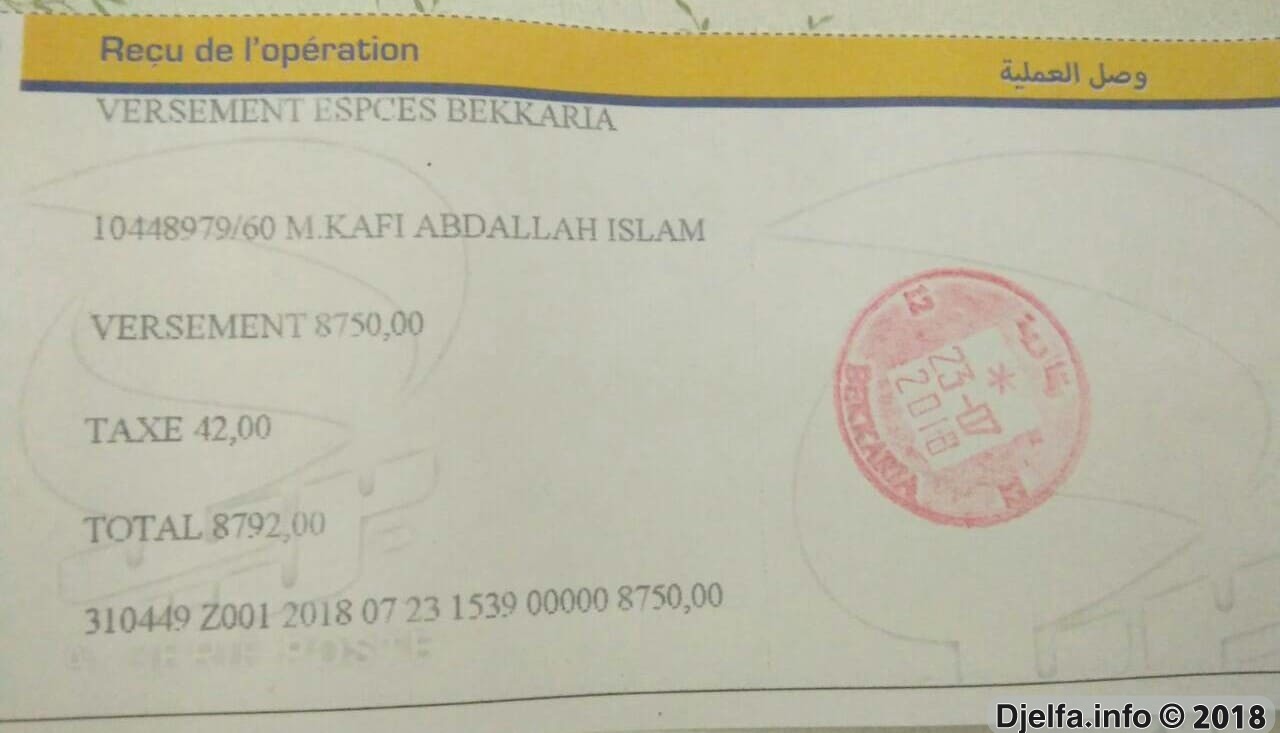 Reçu de l'opération
وصل العملية
VERSEMENT ESPCES BEKKARIA
10448979/60 M.KAFI ABDALLAH ISLAM
VERSEMENT 8750,00
TAXE 42,00
TOTAL 8792,00
310449 Z001 2018 07 23 1539 00000 8750,00
12
*
23-07
2018
BEKKARIA
12
Djelfa.info © 2018